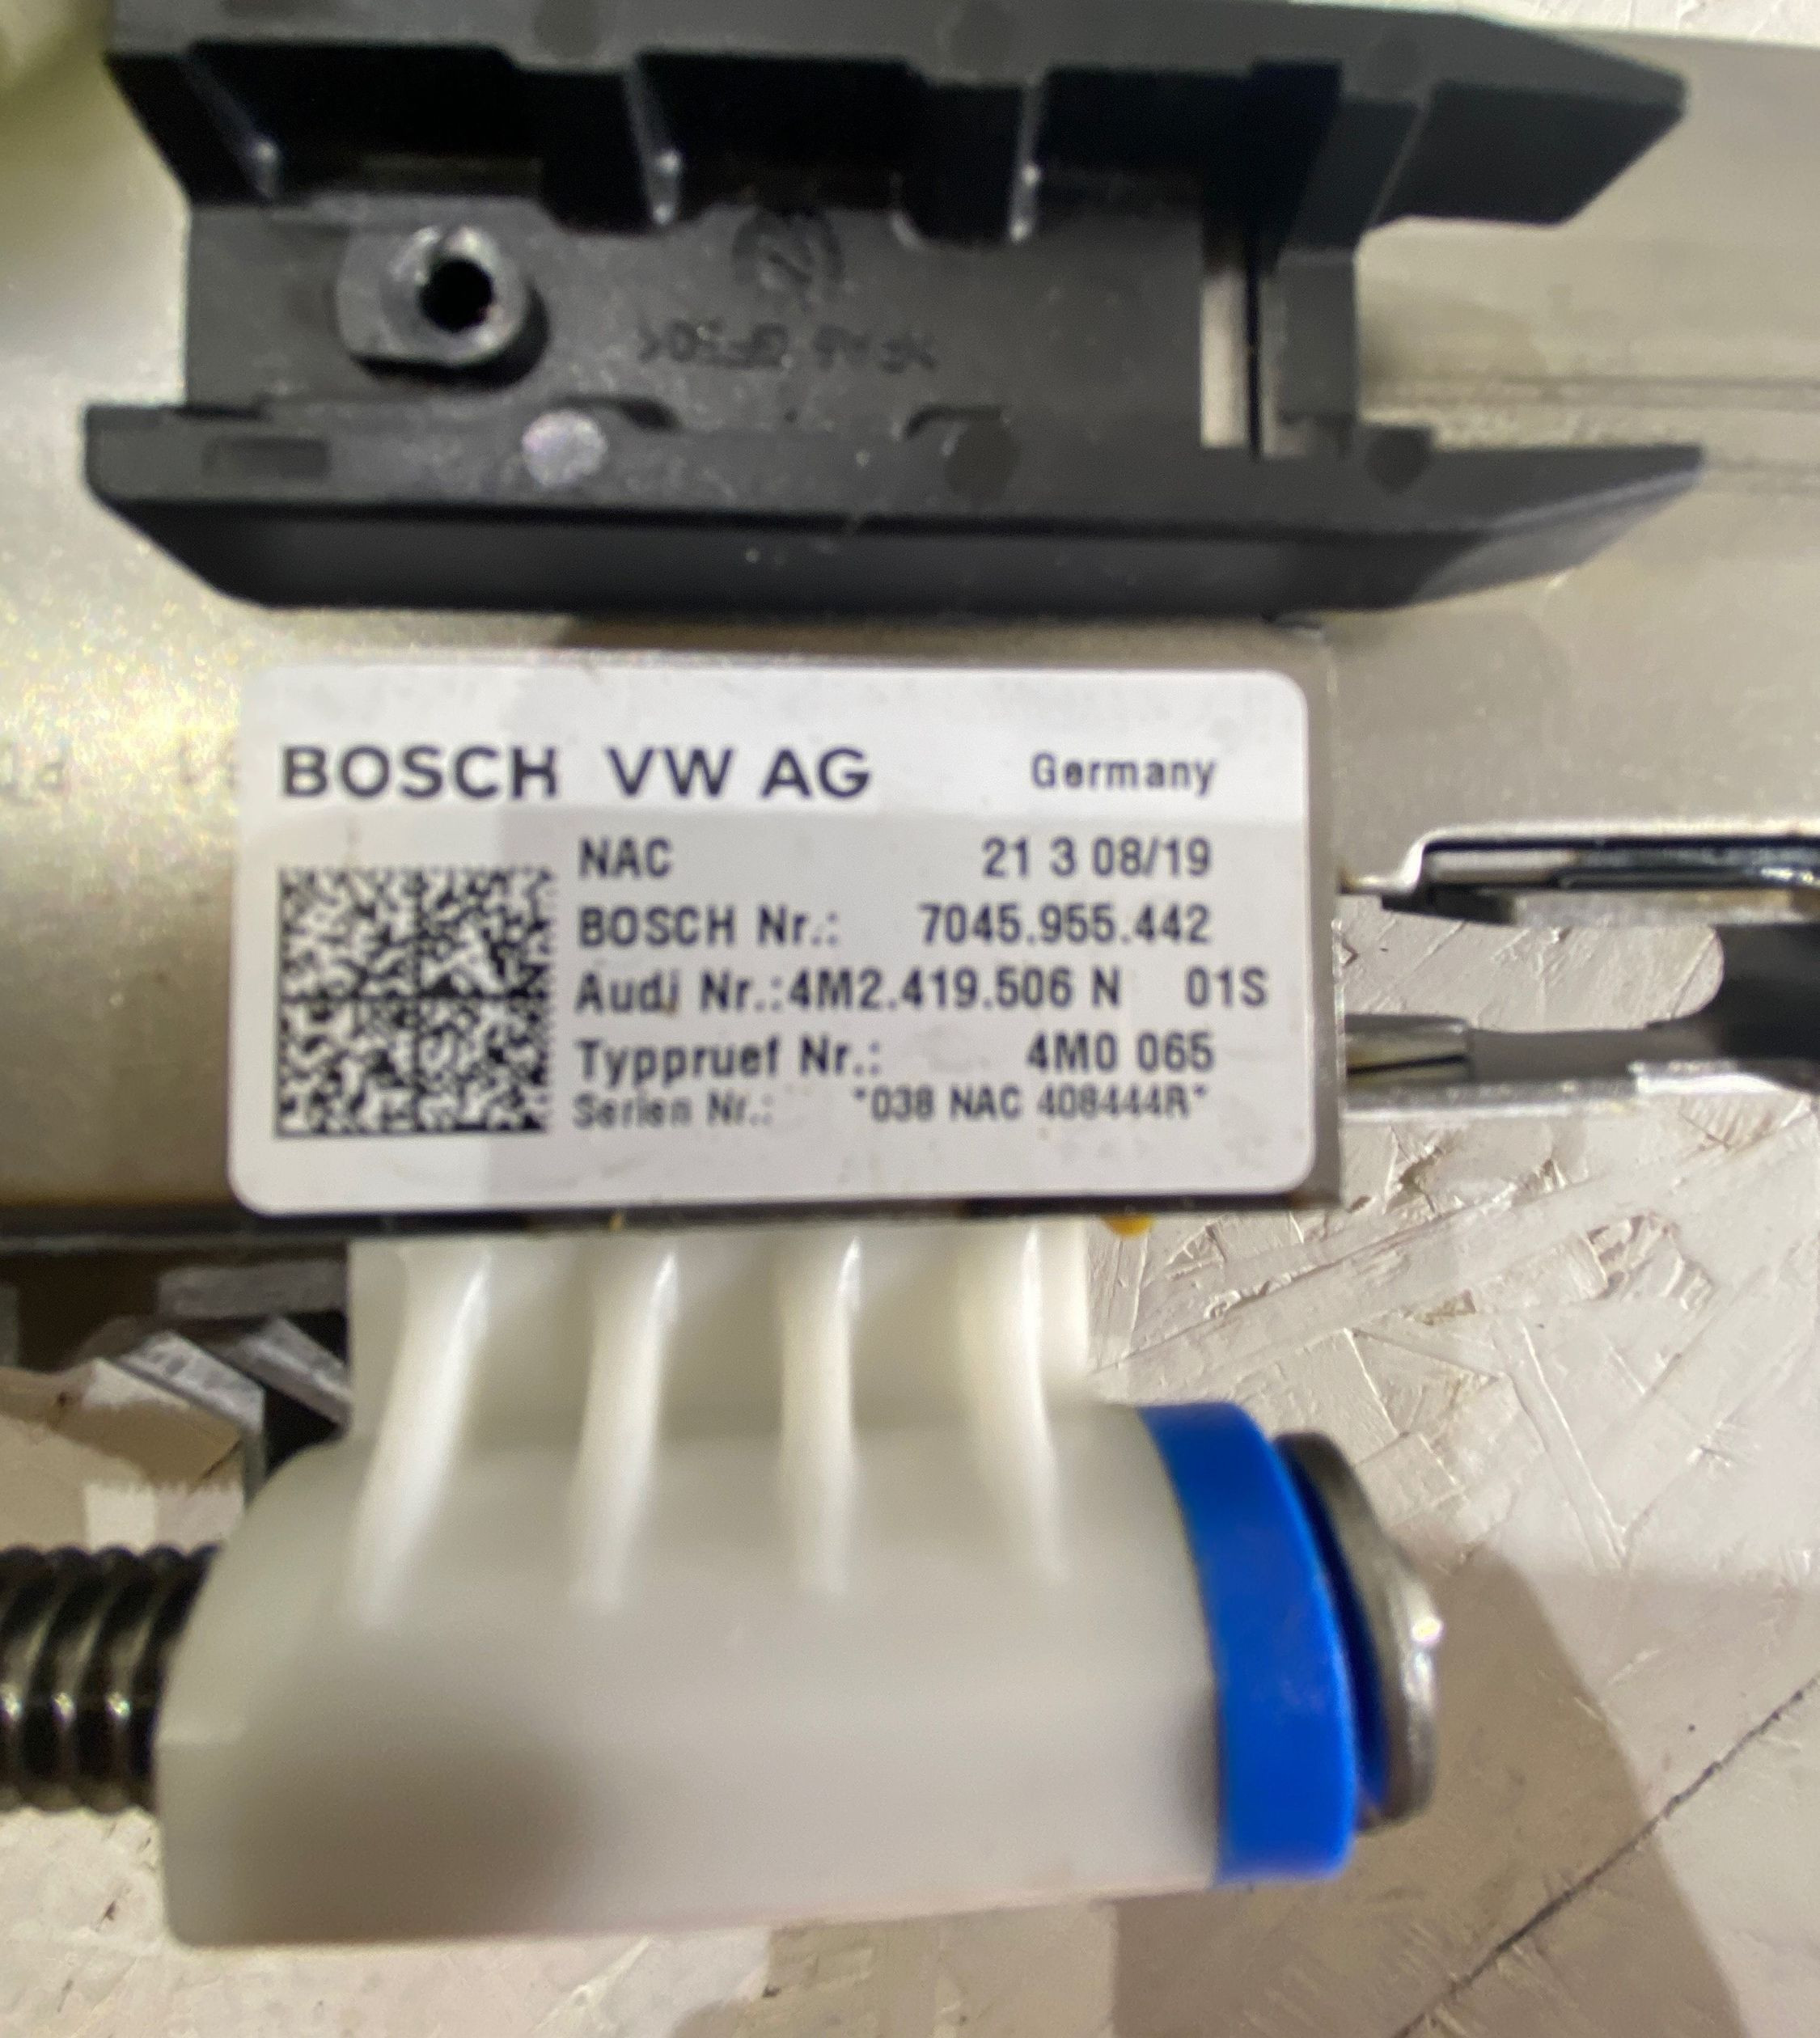 BOSCH VW AG Germany
NAC 21 3 08/19
BOSCH Nr.: 7045.955.442
Audi Nr.:4M2.419.506 N 01S
Typpruef Nr.: 4M0 065
Serien Nr.: *038 NAC 408444R*